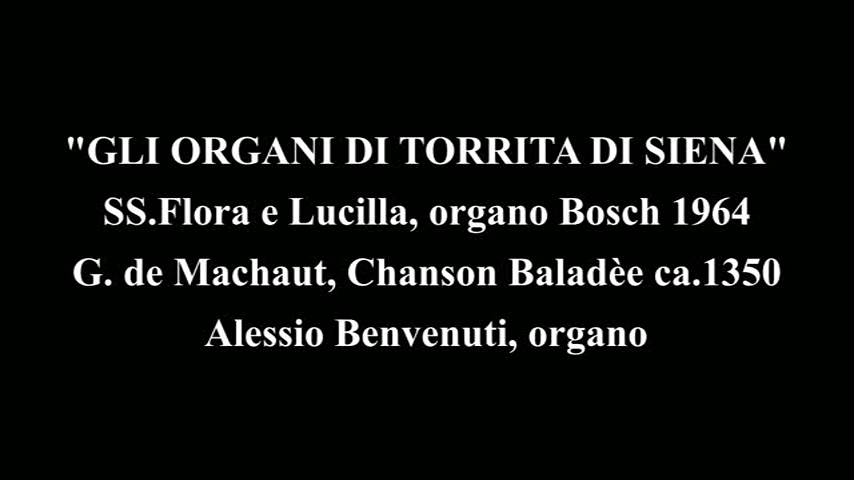 "GLI ORGANI DI TORRITA DI SIENA"
SS.Flora e Lucilla, organo Bosch 1964
G. de Machaut, Chanson Baladèe ca.1350
Alessio Benvenuti, organo